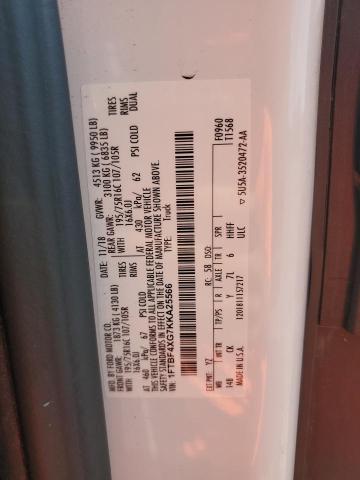 MFD. BY FORD MOTOR CO.
11/18
GVWR: 4513 KG ( 9950 LB)
FRONT GAWR: 1873 KG ( 4130 LB)
REAR GAWR: 3100 KG ( 6835 LB)
195/75R16C 107/105R
TIRES WITH
195/75R16C 107/105R
TIRES
16X6.0J
RIMS
16X6.0J
RIMS
AT 460 kPa/ 67 PSI COLD
AT 430 kPa/ 62 PSI COLD
DUAL
THIS VEHICLE CONFORMS TO ALL APPLICABLE FEDERAL MOTOR VEHICLE
SAFETY STANDARDS IN EFFECT ON THE DATE OF MANUFACTURE SHOWN ABOVE.
VIN: 1FTBF4XG7KKA25566
TYPE: Truck
F0960
T1568
EXT PNT: YZ RC: 58 DSO:
WB INT TR TP/PS R AXLE TR SPR
148 CK Y 7L 6 HHFF
ULC
MADE IN U.S.A.
5U5A-3520472-AA